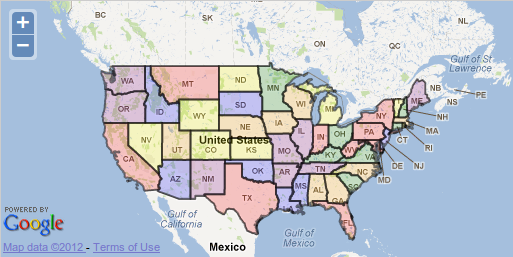 +
−
BC
AB
MB
SK
ON
QC
NL
Gulf of St Lawrence
NB
PE
NS
WA
MT
ND
MN
ME
OR
ID
SD
WI
MI
NY
NH
WY
IA
MA
NE
PA
RI
CT
NV
UT
CO
United States
KS
MO
IL
IN
OH
NJ
DE
MD
DC
CA
KY
WV
VA
AZ
NM
OK
AR
TN
NC
TX
MS
AL
GA
SC
FL
POWERED BY
Google
Gulf of California
Gulf of Mexico
Mexico
Map data ©2012 - Terms of Use